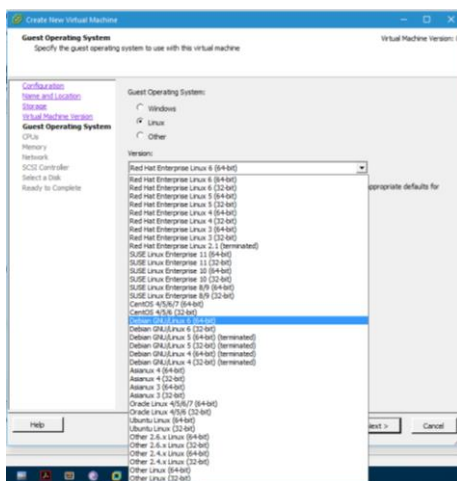 Create New Virtual Machine
Guest Operating System
Specify the guest operating system to use with this virtual machine
Virtual Machine Version:
Configuration
Name and Location
Storage
Virtual Machine Version
Guest Operating System
CPUs
Memory
Network
SCSI Controller
Select a Disk
Ready to Complete
Guest Operating System:
Windows
Linux
Other
Version:
Red Hat Enterprise Linux 6 (64-bit)
Red Hat Enterprise Linux 6 (64-bit)
Red Hat Enterprise Linux 6 (32-bit)
Red Hat Enterprise Linux 5 (64-bit)
Red Hat Enterprise Linux 5 (32-bit)
Red Hat Enterprise Linux 4 (64-bit)
Red Hat Enterprise Linux 4 (32-bit)
Red Hat Enterprise Linux 3 (64-bit)
Red Hat Enterprise Linux 3 (32-bit)
Red Hat Enterprise Linux 2.1 (terminated)
SUSE Linux Enterprise 11 (64-bit)
SUSE Linux Enterprise 11 (32-bit)
SUSE Linux Enterprise 10 (64-bit)
SUSE Linux Enterprise 10 (32-bit)
SUSE Linux Enterprise 8/9 (64-bit)
SUSE Linux Enterprise 8/9 (32-bit)
CentOS 4/5/6/7 (64-bit)
CentOS 4/5/6 (32-bit)
Debian GNU/Linux 6 (64-bit)
Debian GNU/Linux 6 (32-bit)
Debian GNU/Linux 5 (64-bit) (terminated)
Debian GNU/Linux 5 (32-bit) (terminated)
Debian GNU/Linux 4 (64-bit) (terminated)
Debian GNU/Linux 4 (32-bit) (terminated)
Asianux 4 (64-bit)
Asianux 4 (32-bit)
Asianux 3 (64-bit)
Asianux 3 (32-bit)
Oracle Linux 4/5/6/7 (64-bit)
Oracle Linux 4/5/6 (32-bit)
Ubuntu Linux (64-bit)
Ubuntu Linux (32-bit)
Other 2.6.x Linux (64-bit)
Other 2.6.x Linux (32-bit)
Other 2.4.x Linux (64-bit)
Other 2.4.x Linux (32-bit)
Other Linux (64-bit)
Other Linux (32-bit)
appropriate defaults for
Help
Next >
Cancel